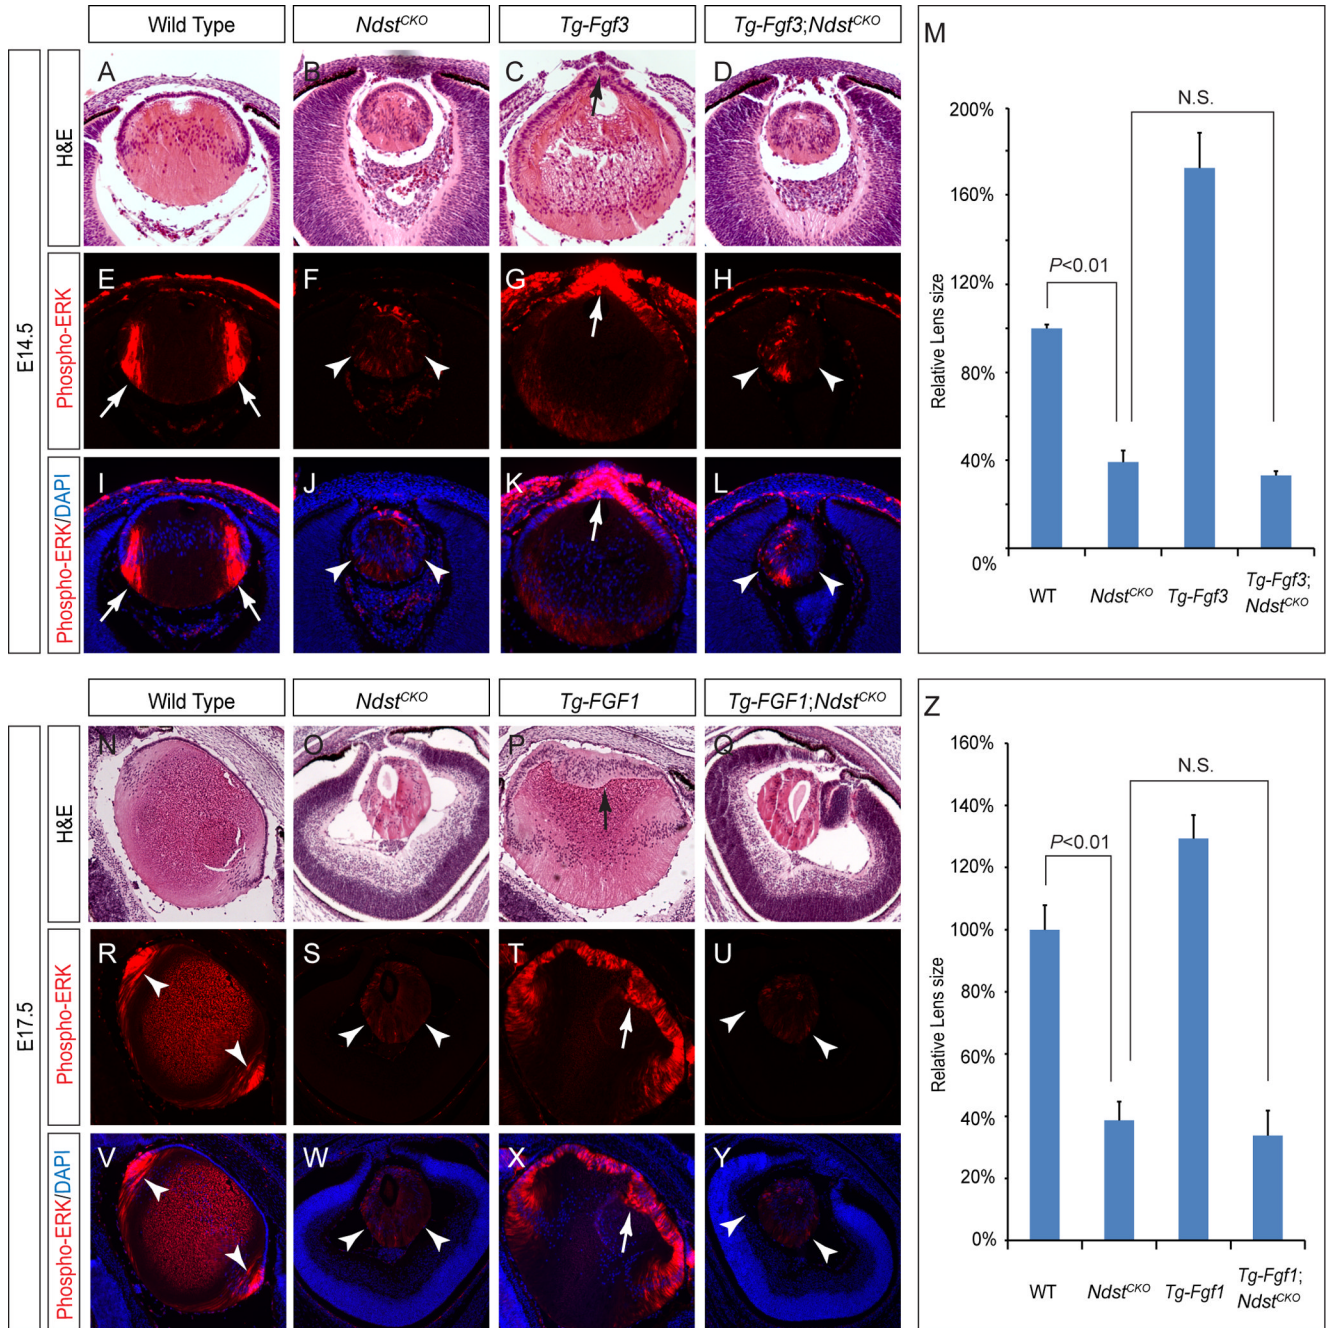 Wild Type Ndst^CKO Tg-Fgf3 Tg-Fgf3;Ndst^CKO
E14.5
H&E
A B C D
Phospho-ERK
E F G H
Phospho-ERK/DAPI
I J K L
M
Relative Lens size
200%
160%
120%
80%
40%
0%
P<0.01
N.S.
WT Ndst^CKO Tg-Fgf3 Tg-Fgf3;
Ndst^CKO
Wild Type Ndst^CKO Tg-FGF1 Tg-FGF1;Ndst^CKO
E17.5
H&E
N O P Q
Phospho-ERK
R S T U
Phospho-ERK/DAPI
V W X Y
Z
Relative Lens size
160%
140%
120%
100%
80%
60%
40%
20%
0%
P<0.01
N.S.
WT Ndst^CKO Tg-Fgf1 Tg-Fgf1;
Ndst^CKO